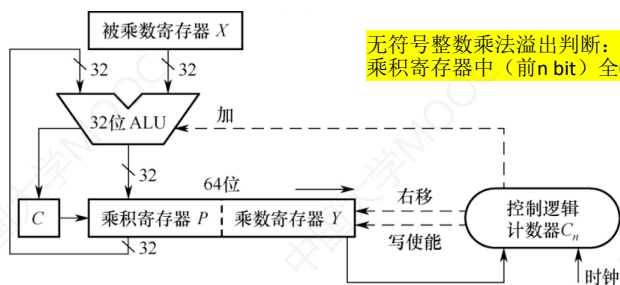 被乘数寄存器 X
无符号整数乘法溢出判断：
乘积寄存器中（前n bit）全
32
32
32位 ALU
加
32
64位
C
乘积寄存器 P
乘数寄存器 Y
右移
写使能
控制逻辑
计数器Cn
32
时钟